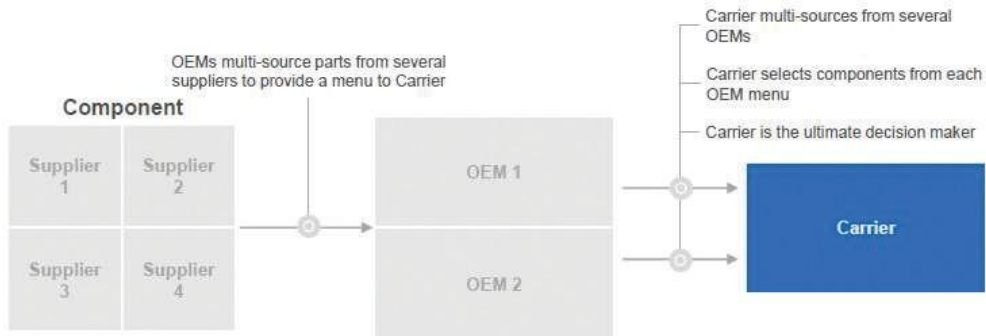 Carrier multi-sources from several
OEMs
OEMs multi-source parts from several
suppliers to provide a menu to Carrier
Carrier selects components from each
OEM menu
Component
Carrier is the ultimate decision maker
Supplier
1
Supplier
2
OEM 1
Carrier
Supplier
3
Supplier
4
OEM 2